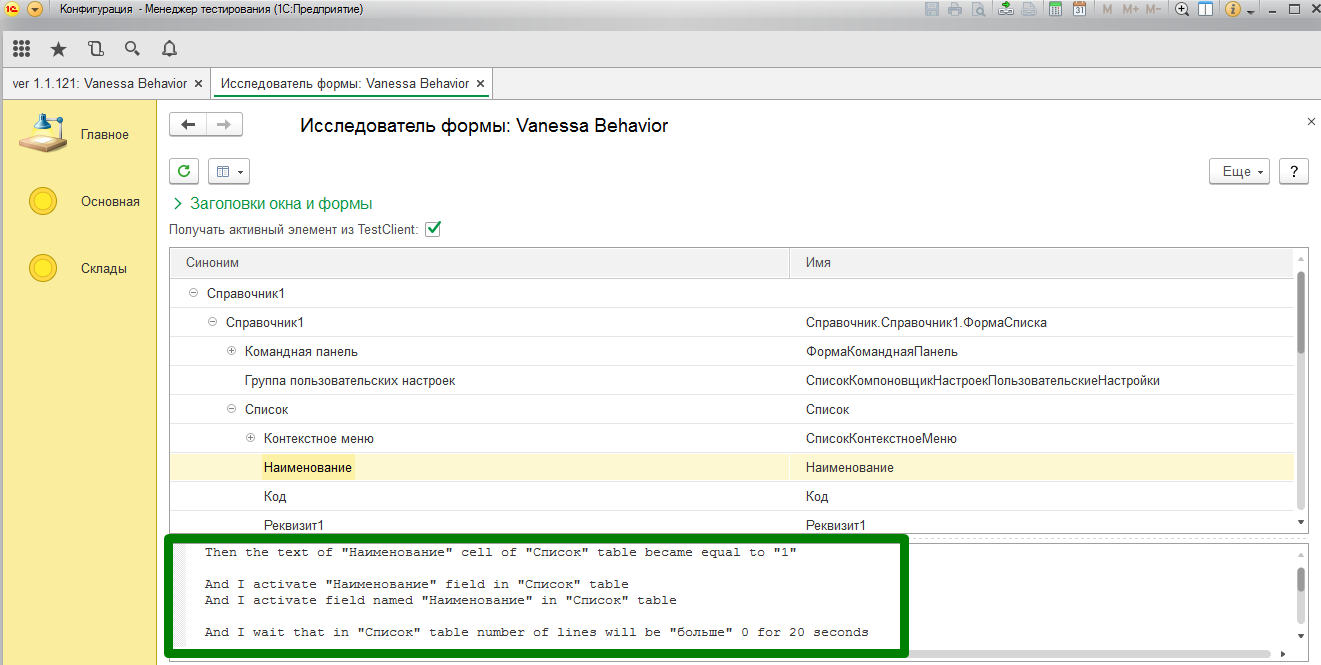 Конфигурация - Менеджер тестирования (1С:Предприятие)
M M+ M-
ver 1.1.121: Vanessa Behavior
Исследователь формы: Vanessa Behavior
Главное
Основная
Склады
Исследователь формы: Vanessa Behavior
Еще
?
Заголовки окна и формы
Получать активный элемент из TestClient:
Синоним Имя
Справочник1
Справочник1 Справочник.Справочник1.ФормаСписка
Командная панель ФормаКоманднаяПанель
Группа пользовательских настроек СписокКомпоновщикНастроекПользовательскиеНастройки
Список Список
Контекстное меню СписокКонтекстноеМеню
Наименование Наименование
Код Код
Реквизит1 Реквизит1
Then the text of "Наименование" cell of "Список" table became equal to "1"
And I activate "Наименование" field in "Список" table
And I activate field named "Наименование" in "Список" table
And I wait that in "Список" table number of lines will be "больше" 0 for 20 seconds